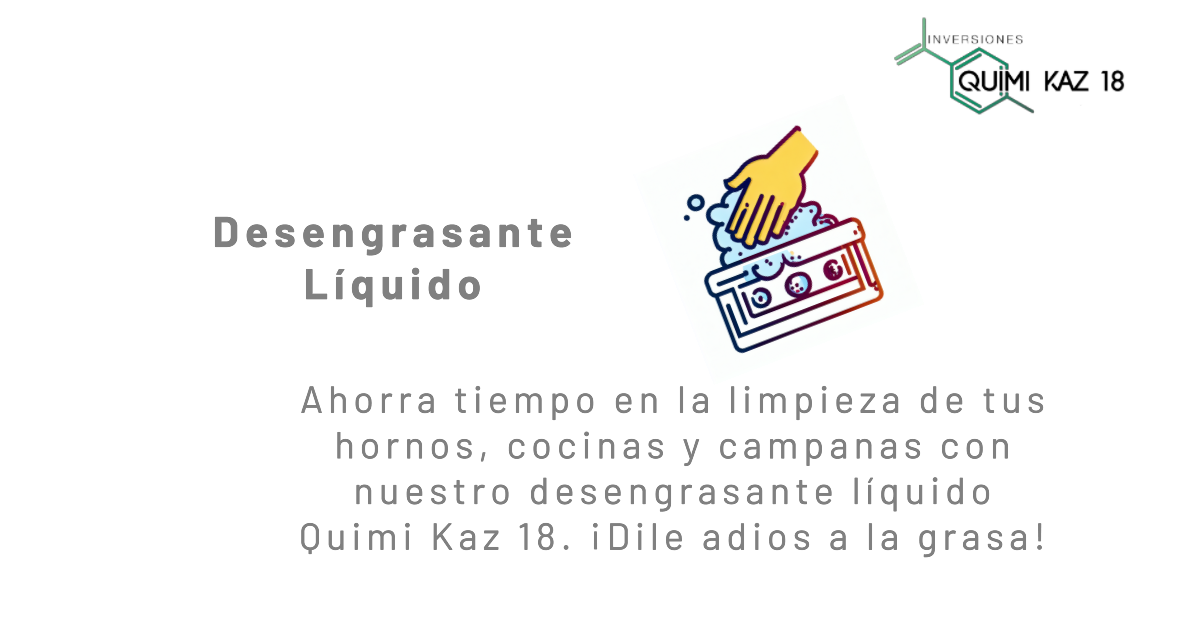 INVERSIONES
QUIMI KAZ 18
Desengrasante
Líquido
Ahorra tiempo en la limpieza de tus
hornos, cocinas y campanas con
nuestro desengrasante líquido
Quimi Kaz 18. ¡Dile adios a la grasa!